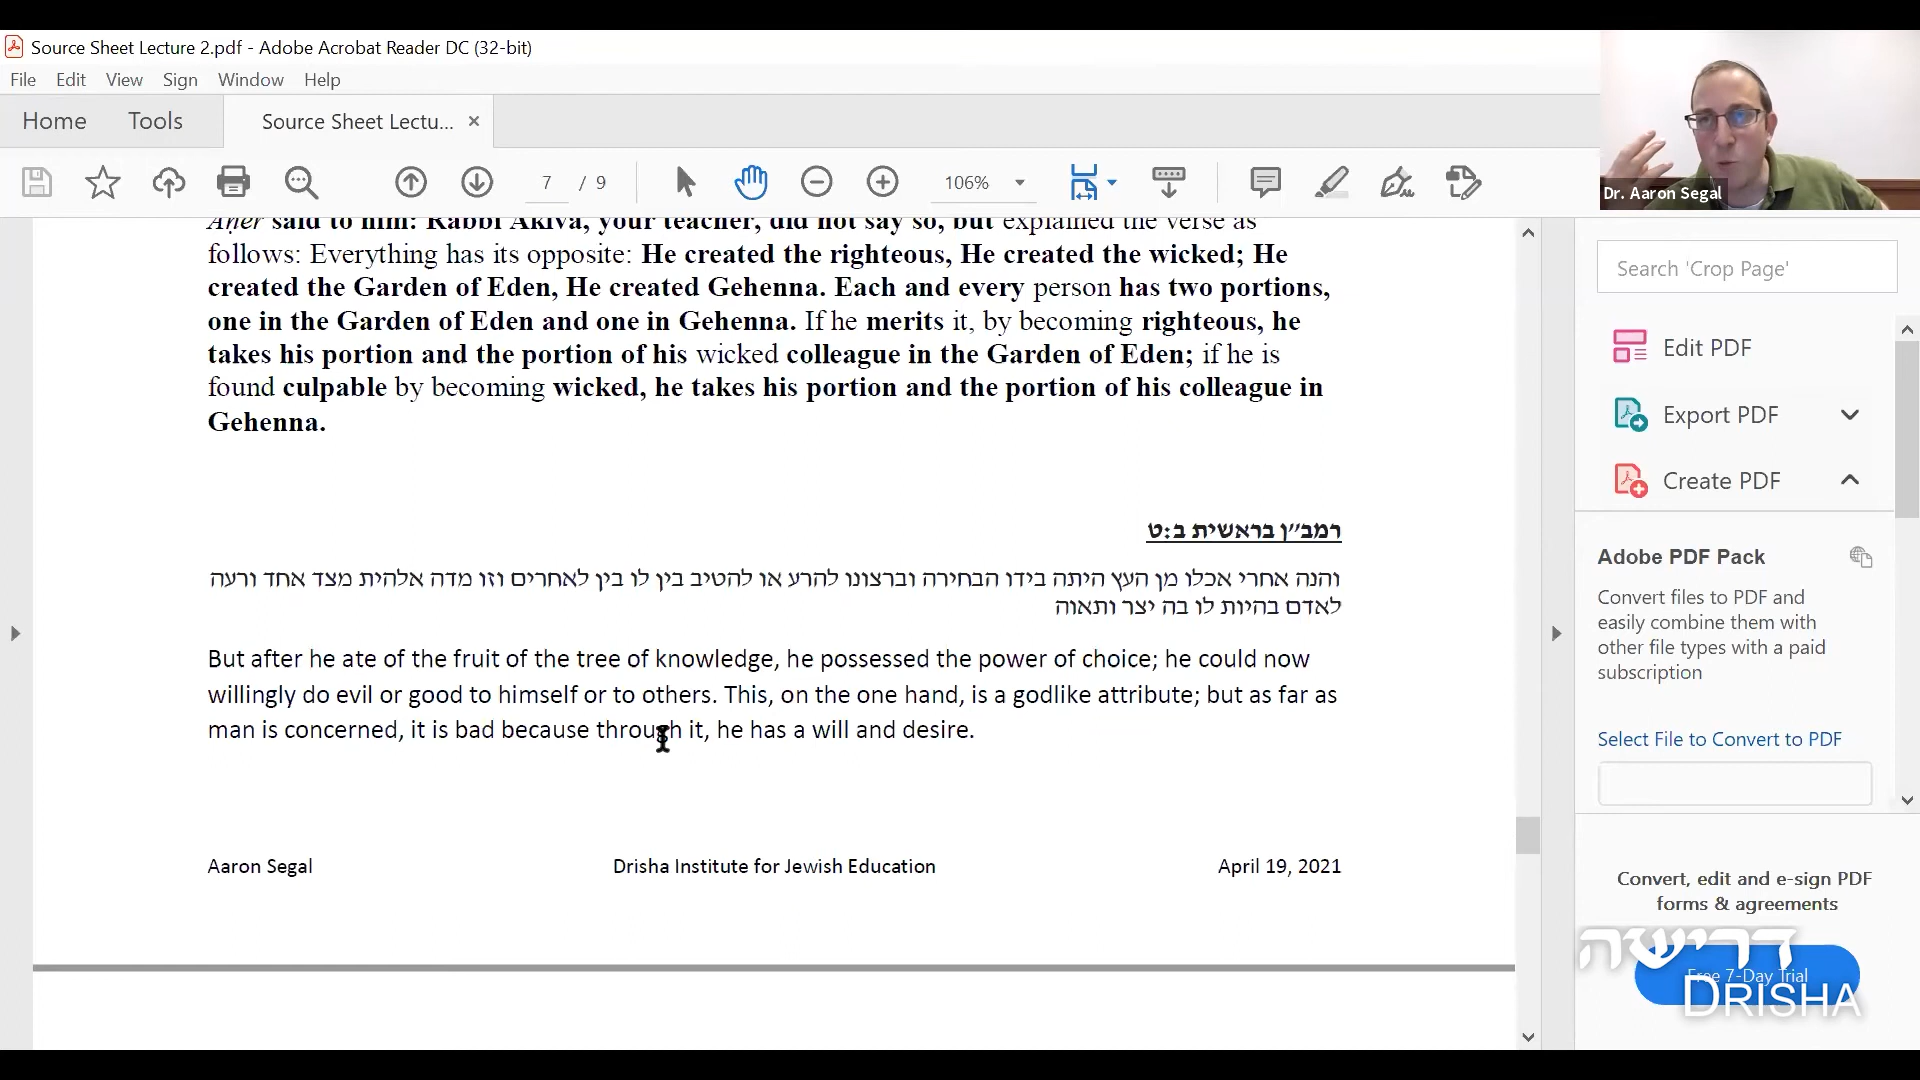 Source Sheet Lecture 2.pdf - Adobe Acrobat Reader DC (32-bit)
File Edit View Sign Window Help
Home Tools Source Sheet Lectu... ×
7 / 9 106%
Dr. Aaron Segal
Aḥer said to him: Rabbi Akiva, your teacher, did not say so, but explained the verse as
follows: Everything has its opposite: He created the righteous, He created the wicked; He
created the Garden of Eden, He created Gehenna. Each and every person has two portions,
one in the Garden of Eden and one in Gehenna. If he merits it, by becoming righteous, he
takes his portion and the portion of his wicked colleague in the Garden of Eden; if he is
found culpable by becoming wicked, he takes his portion and the portion of his colleague in
Gehenna.
רמב״ן בראשית ב:ט
והנה אחרי אכלו מן העץ היתה בידו הבחירה וברצונו להרע או להטיב בין לו בין לאחרים וזו מדה אלהית מצד אחד ורעה
לאדם בהיות לו בה יצר ותאוה
But after he ate of the fruit of the tree of knowledge, he possessed the power of choice; he could now
willingly do evil or good to himself or to others. This, on the one hand, is a godlike attribute; but as far as
man is concerned, it is bad because through it, he has a will and desire.
Aaron Segal Drisha Institute for Jewish Education April 19, 2021
Search 'Crop Page'
Edit PDF
Export PDF
Create PDF
Adobe PDF Pack
Convert files to PDF and
easily combine them with
other file types with a paid
subscription
Select File to Convert to PDF
Convert, edit and e-sign PDF
forms & agreements
Free 7-Day Trial
דרישה
DRISHA